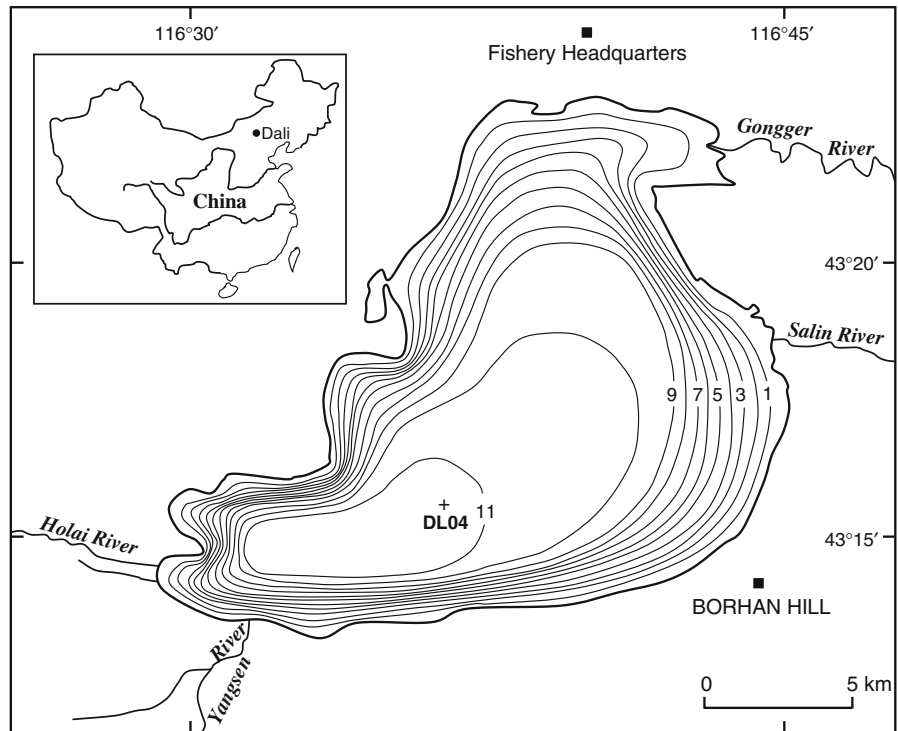 116°30′
116°45′
Fishery Headquarters
Gongger
River
Dali
China
43°20′
Salin River
9 7 5 3 1
11
DL04
Holai River
43°15′
BORHAN HILL
River
Yangsen
0 5 km